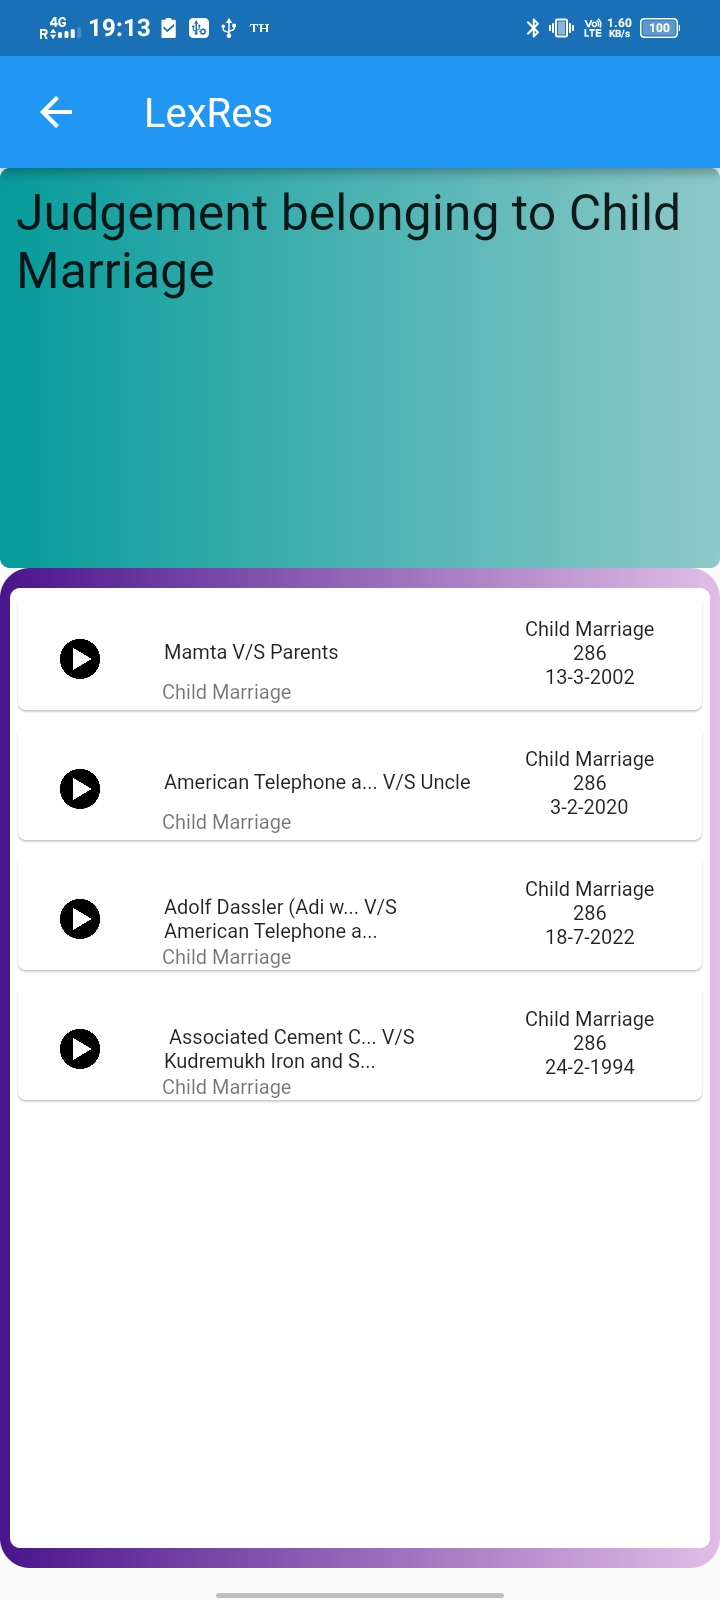 4G
R
19:13
TH
Vo)
LTE
1.60
KB/s
100
LexRes
Judgement belonging to Child
Marriage
Mamta V/S Parents
Child Marriage
Child Marriage
286
13-3-2002
American Telephone a... V/S Uncle
Child Marriage
Child Marriage
286
3-2-2020
Adolf Dassler (Adi w... V/S
American Telephone a...
Child Marriage
Child Marriage
286
18-7-2022
Associated Cement C... V/S
Kudremukh Iron and S...
Child Marriage
Child Marriage
286
24-2-1994